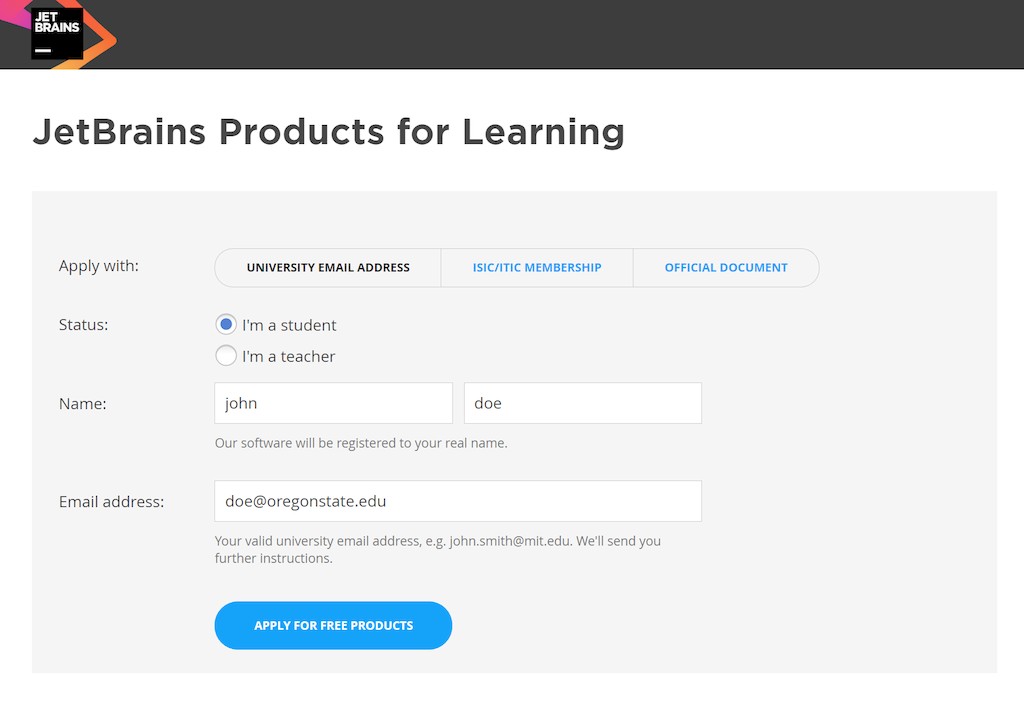 JET
BRAINS
JetBrains Products for Learning
Apply with:
UNIVERSITY EMAIL ADDRESS
ISIC/ITIC MEMBERSHIP
OFFICIAL DOCUMENT
Status:
I'm a student
I'm a teacher
Name:
john
doe
Our software will be registered to your real name.
Email address:
doe@oregonstate.edu
Your valid university email address, e.g. john.smith@mit.edu. We'll send you
further instructions.
APPLY FOR FREE PRODUCTS